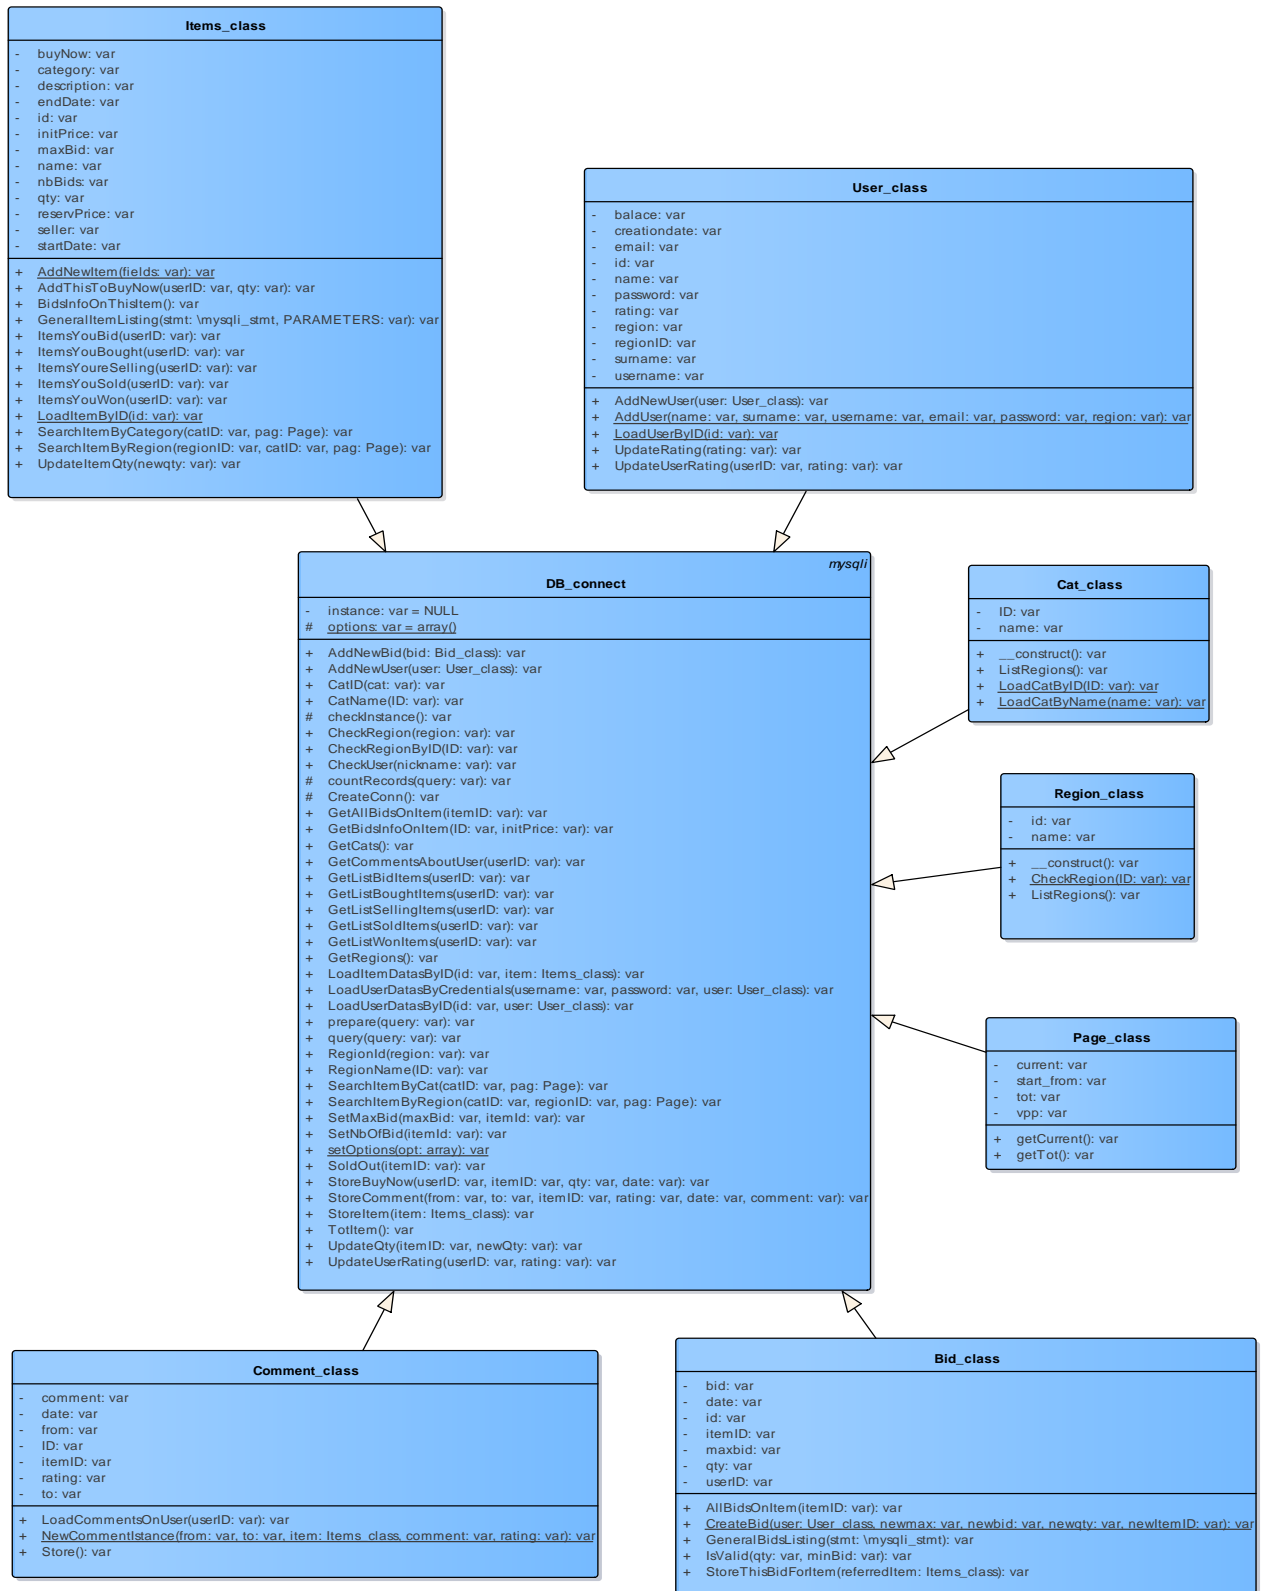 Items_class
- buyNow: var
- category: var
- description: var
- endDate: var
- id: var
- initPrice: var
- maxBid: var
- name: var
- nbBids: var
- qty: var
- reservPrice: var
- seller: var
- startDate: var
+ AddNewItem(fields: var): var
+ AddThisToBuyNow(userID: var, qty: var): var
+ BidsInfoOnThisItem(): var
+ GeneralItemListing(stmt: \mysqli_stmt, PARAMETERS: var): var
+ ItemsYouBid(userID: var): var
+ ItemsYouBought(userID: var): var
+ ItemsYoureSelling(userID: var): var
+ ItemsYouSold(userID: var): var
+ ItemsYouWon(userID: var): var
+ LoadItemByID(id: var): var
+ SearchItemByCategory(catID: var, pag: Page): var
+ SearchItemByRegion(regionID: var, catID: var, pag: Page): var
+ UpdateItemQty(newqty: var): var
User_class
- balace: var
- creationdate: var
- email: var
- id: var
- name: var
- password: var
- rating: var
- region: var
- regionID: var
- surname: var
- username: var
+ AddNewUser(user: User_class): var
+ AddUser(name: var, surname: var, username: var, email: var, password: var, region: var): var
+ LoadUserByID(id: var): var
+ UpdateRating(rating: var): var
+ UpdateUserRating(userID: var, rating: var): var
mysqli
DB_connect
- instance: var = NULL
# options: var = array()
+ AddNewBid(bid: Bid_class): var
+ AddNewUser(user: User_class): var
+ CatID(cat: var): var
+ CatName(ID: var): var
# checkInstance(): var
+ CheckRegion(region: var): var
+ CheckRegionByID(ID: var): var
+ CheckUser(nickname: var): var
# countRecords(query: var): var
# CreateConn(): var
+ GetAllBidsOnItem(itemID: var): var
+ GetBidsInfoOnItem(ID: var, initPrice: var): var
+ GetCats(): var
+ GetCommentsAboutUser(userID: var): var
+ GetListBidItems(userID: var): var
+ GetListBoughtItems(userID: var): var
+ GetListSellingItems(userID: var): var
+ GetListSoldItems(userID: var): var
+ GetListWonItems(userID: var): var
+ GetRegions(): var
+ LoadItemDatasByID(id: var, item: Items_class): var
+ LoadUserDatasByCredentials(username: var, password: var, user: User_class): var
+ LoadUserDatasByID(id: var, user: User_class): var
+ prepare(query: var): var
+ query(query: var): var
+ RegionId(region: var): var
+ RegionName(ID: var): var
+ SearchItemByCat(catID: var, pag: Page): var
+ SearchItemByRegion(catID: var, regionID: var, pag: Page): var
+ SetMaxBid(maxBid: var, itemId: var): var
+ SetNbOfBid(itemId: var): var
+ setOptions(opt: array): var
+ SoldOut(itemID: var): var
+ StoreBuyNow(userID: var, itemID: var, qty: var, date: var): var
+ StoreComment(from: var, to: var, itemID: var, rating: var, date: var, comment: var): var
+ StoreItem(item: Items_class): var
+ TotItem(): var
+ UpdateQty(itemID: var, newQty: var): var
+ UpdateUserRating(userID: var, rating: var): var
Cat_class
- ID: var
- name: var
+ __construct(): var
+ ListRegions(): var
+ LoadCatByID(ID: var): var
+ LoadCatByName(name: var): var
Region_class
- id: var
- name: var
+ __construct(): var
+ CheckRegion(ID: var): var
+ ListRegions(): var
Page_class
- current: var
- start_from: var
- tot: var
- vpp: var
+ getCurrent(): var
+ getTot(): var
Comment_class
- comment: var
- date: var
- from: var
- ID: var
- itemID: var
- rating: var
- to: var
+ LoadCommentsOnUser(userID: var): var
+ NewCommentIstance(from: var, to: var, item: Items_class, comment: var, rating: var): var
+ Store(): var
Bid_class
- bid: var
- date: var
- id: var
- itemID: var
- maxbid: var
- qty: var
- userID: var
+ AllBidsOnItem(itemID: var): var
+ CreateBid(user: User_class, newmax: var, newbid: var, newqty: var, newItemID: var): var
+ GeneralBidsListing(stmt: \mysqli_stmt): var
+ IsValid(qty: var, minBid: var): var
+ StoreThisBidForItem(referredItem: Items_class): var